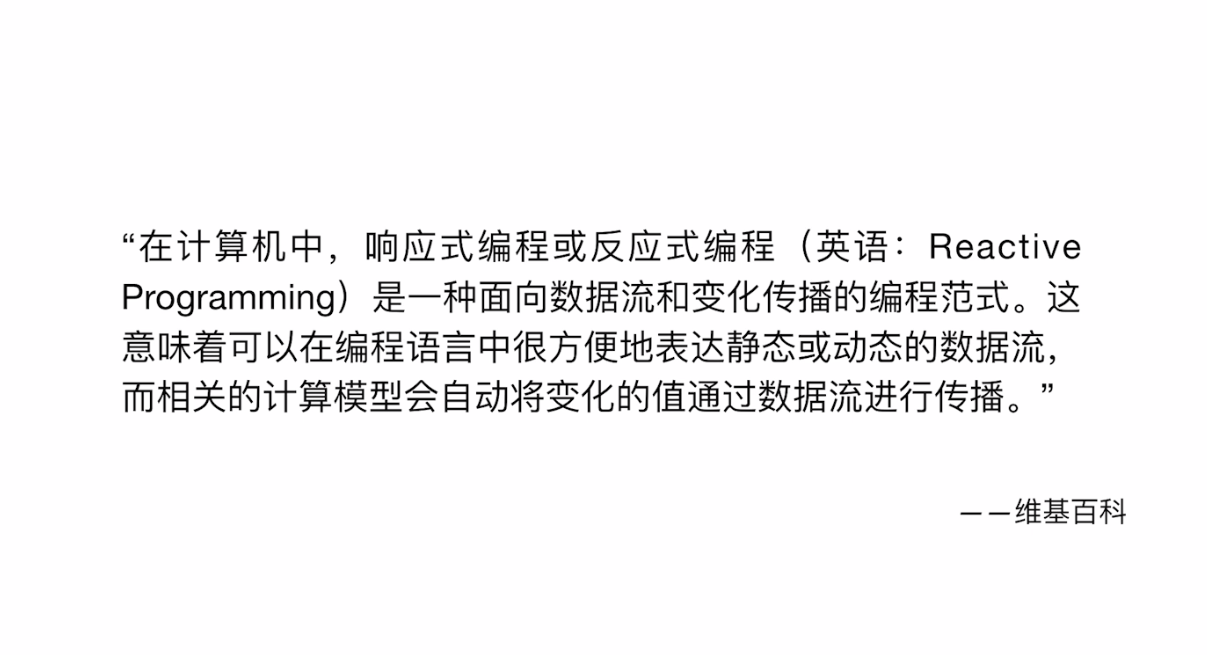 “在计算机中，响应式编程或反应式编程（英语：Reactive
Programming）是一种面向数据流和变化传播的编程范式。这
意味着可以在编程语言中很方便地表达静态或动态的数据流，
而相关的计算模型会自动将变化的值通过数据流进行传播。”
——维基百科